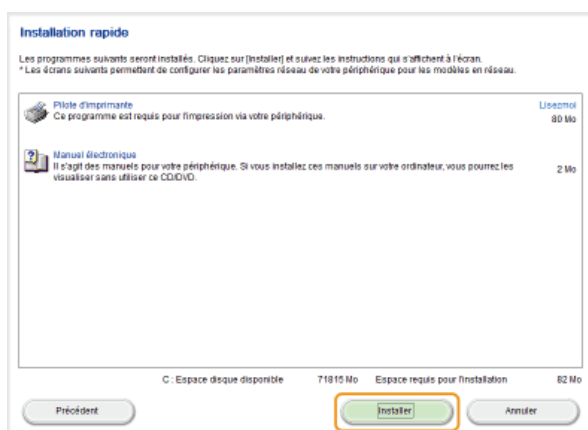 Installation rapide
Les programmes suivants seront installés. Cliquez sur [Installer] et suivez les instructions qui s'affichent à l'écran.
* Les écrans suivants permettent de configurer les paramètres réseau de votre périphérique pour les modèles en réseau.
Pilote d'imprimante Lisezmoi
Ce programme est requis pour l'impression via votre périphérique. 80 Mo
Manuel électronique
Il s'agit des manuels pour votre périphérique. Si vous installez ces manuels sur votre ordinateur, vous pourrez les 2 Mo
visualiser sans utiliser ce CD/DVD.
C : Espace disque disponible 71815 Mo Espace requis pour l'installation 82 Mo
Précédent Installer Annuler